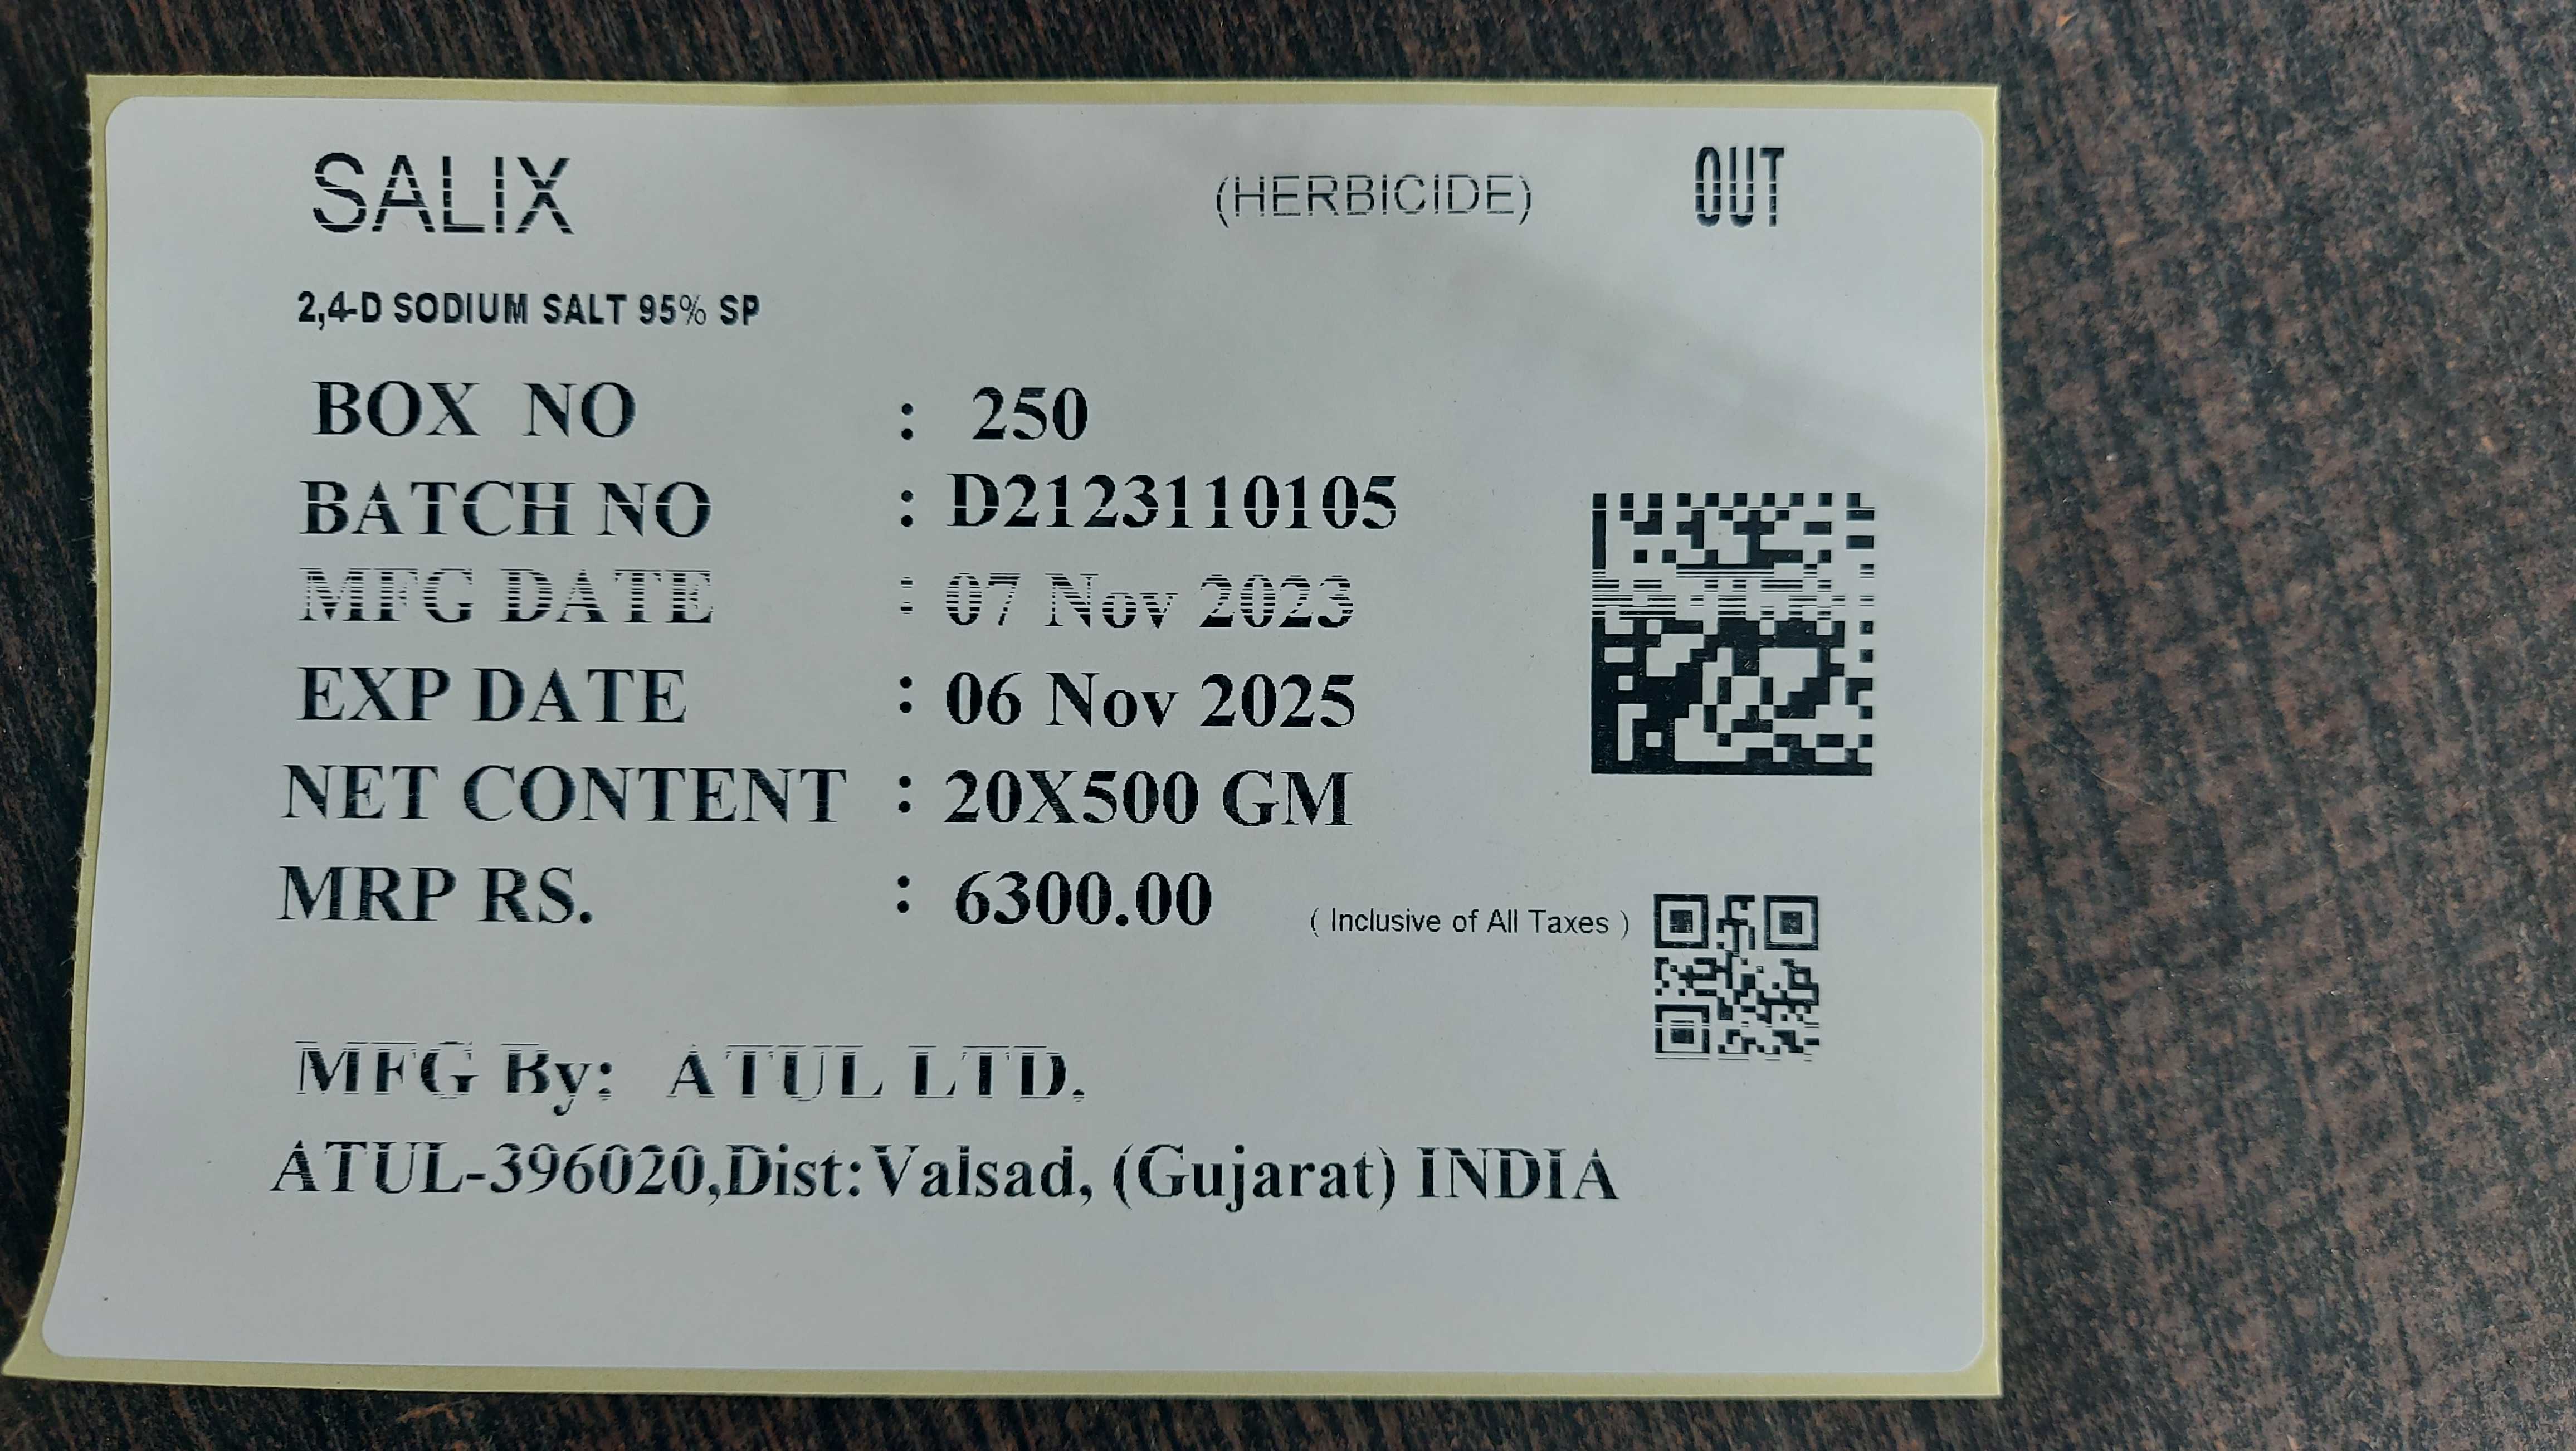 SALIX (HERBICIDE) OUT
2,4-D SODIUM SALT 95% SP
BOX NO : 250
BATCH NO : D2123110105
MFG DATE : 07 Nov 2023
EXP DATE : 06 Nov 2025
NET CONTENT : 20X500 GM
MRP RS. : 6300.00 ( Inclusive of All Taxes )
MFG By: ATUL LTD.
ATUL-396020,Dist:Valsad, (Gujarat) INDIA